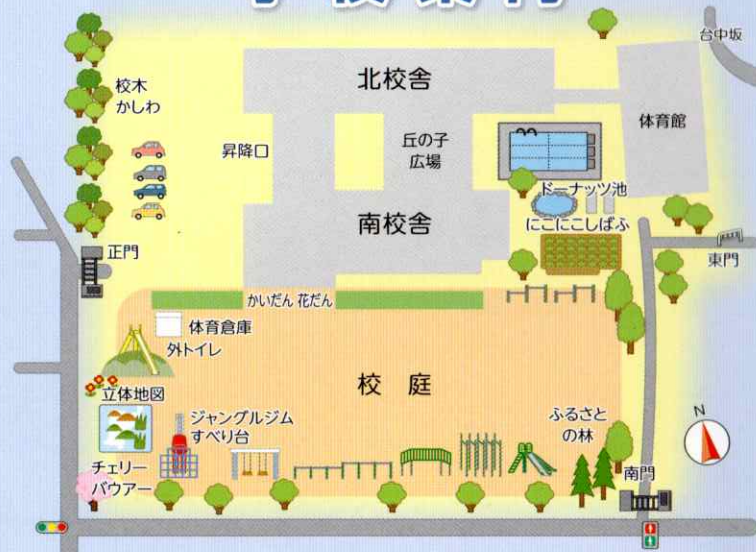 台中坂
北校舎
校木
かしわ
体育館
昇降口
丘の子
広場
ドーナッツ池
南校舎
にこにこしばふ
正門
東門
かいだん 花だん
体育倉庫
外トイレ
校 庭
立体地図
ジャングルジム
すべり台
ふるさと
の林
N
チェリー
バウアー
南門